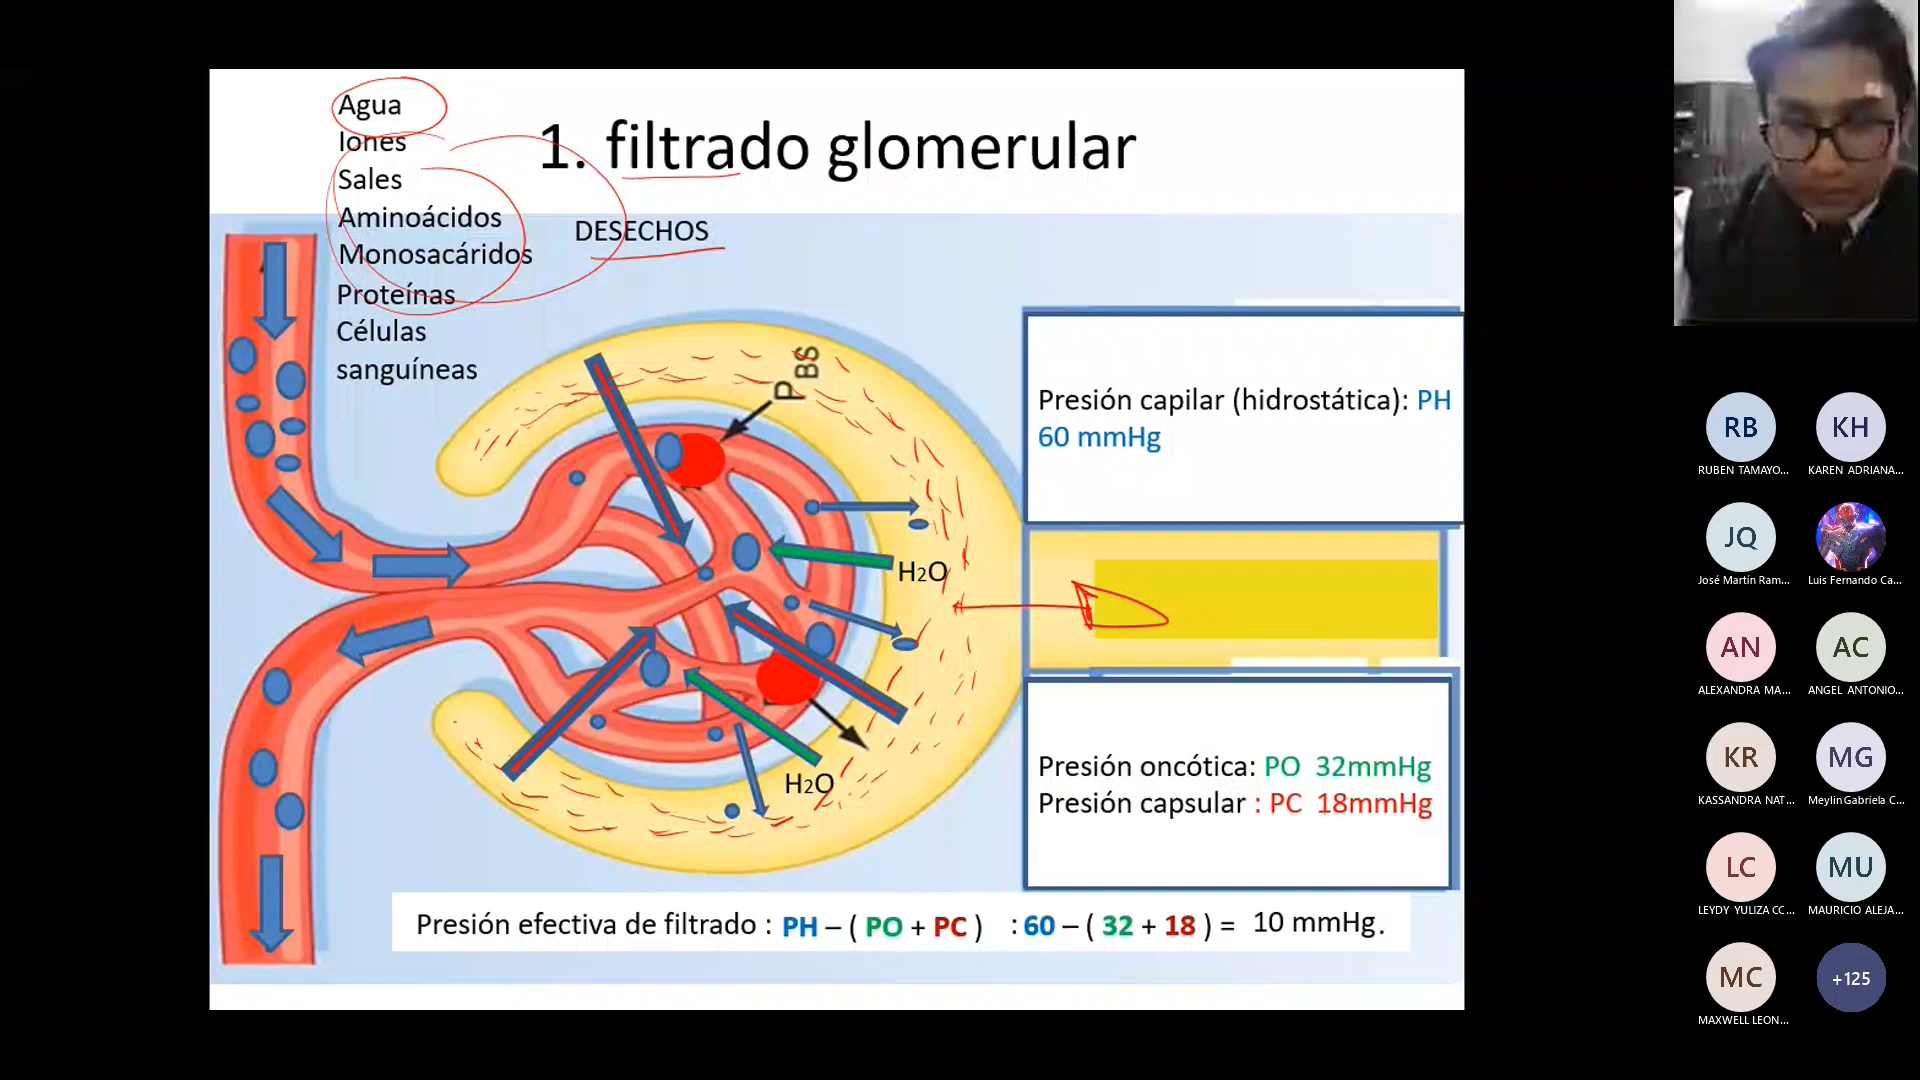 Agua
Iones
Sales
Aminoácidos
Monosacáridos
Proteínas
Células
sanguíneas
1. filtrado glomerular
DESECHOS
P BS
H2O
H2O
Presión capilar (hidrostática): PH
60 mmHg
Presión oncótica: PO 32mmHg
Presión capsular : PC 18mmHg
Presión efectiva de filtrado : PH – ( PO + PC ) : 60 – ( 32 + 18 ) = 10 mmHg.
RB
RUBEN TAMAYO...
KH
KAREN ADRIANA...
JQ
José Martín Ram...
Luis Fernando Ca...
AN
ALEXANDRA MA...
AC
ANGEL ANTONIO...
KR
KASSANDRA NAT...
MG
Meylin Gabriela C...
LC
LEYDY YULIZA CC...
MU
MAURICIO ALEJA...
MC
MAXWELL LEON...
+125